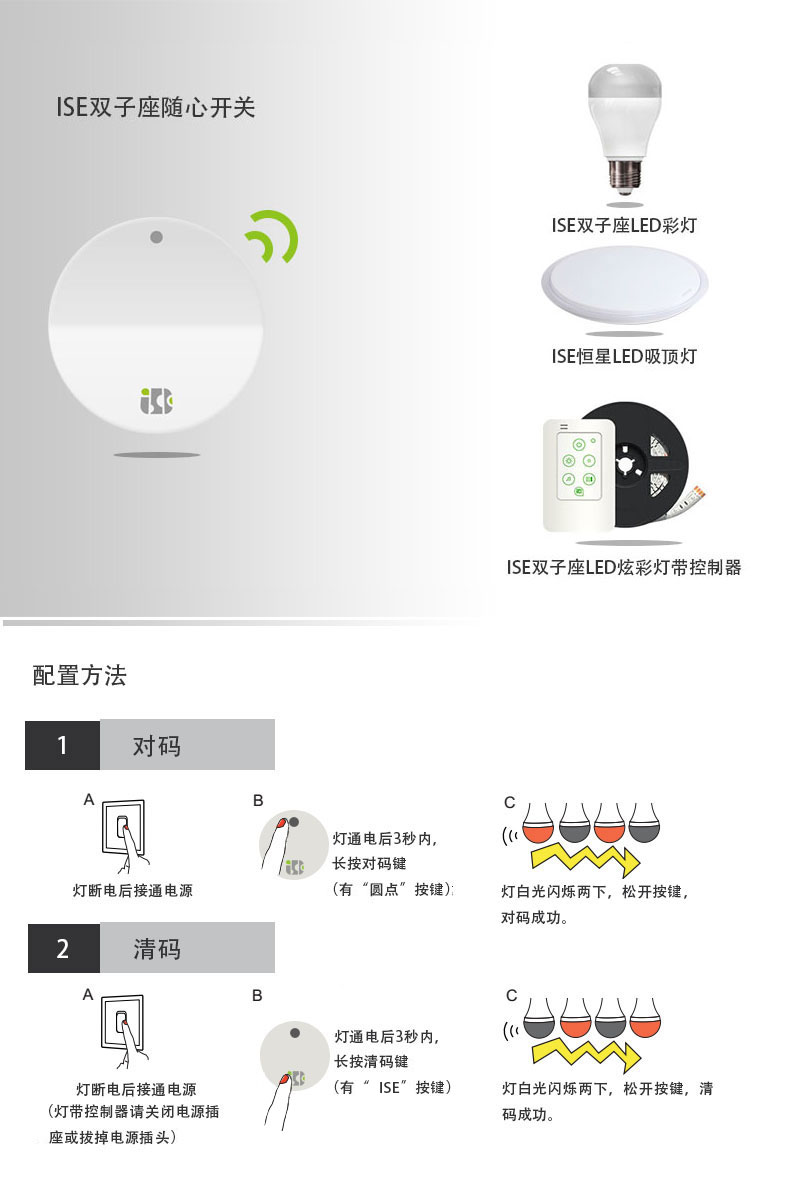 ISE双子座随心开关
ISE
ISE双子座LED彩灯
ISE恒星LED吸顶灯
ISE双子座LED炫彩灯带控制器
配置方法
1 对码
A
B
灯通电后3秒内,
长按对码键
(有“圆点”按键);
ISE
C
灯断电后接通电源
灯白光闪烁两下, 松开按键,
对码成功。
2 清码
A
B
灯通电后3秒内,
长按清码键
(有“ ISE”按键)
C
灯断电后接通电源
(灯带控制器请关闭电源插
座或拔掉电源插头)
灯白光闪烁两下, 松开按键, 清
码成功。